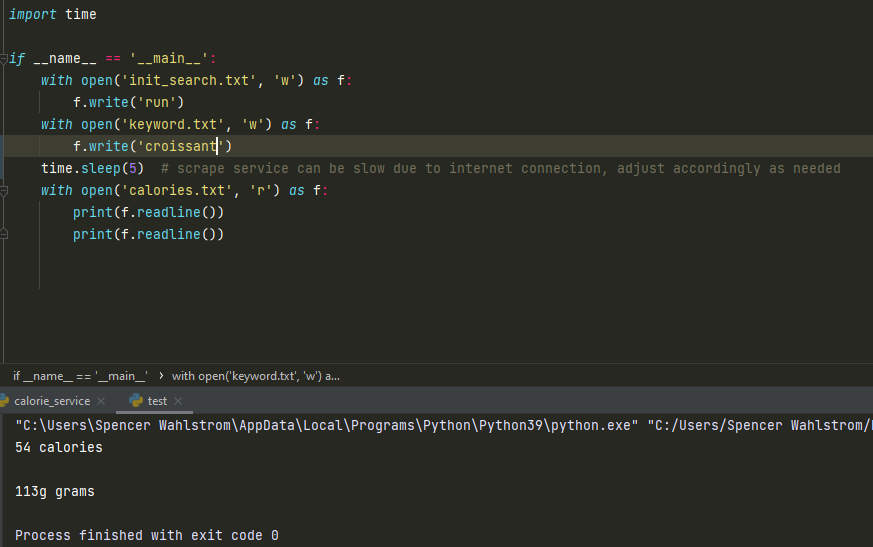 import time
if __name__ == '__main__':
with open('init_search.txt', 'w') as f:
f.write('run')
with open('keyword.txt', 'w') as f:
f.write('croissant')
time.sleep(5)  # scrape service can be slow due to internet connection, adjust accordingly as needed
with open('calories.txt', 'r') as f:
print(f.readline())
print(f.readline())
if __name__ == '__main__' › with open('keyword.txt', 'w') a...
calorie_service × test ×
"C:\Users\Spencer Wahlstrom\AppData\Local\Programs\Python\Python39\python.exe" "C:/Users/Spencer Wahlstrom/
54 calories
113g grams
Process finished with exit code 0